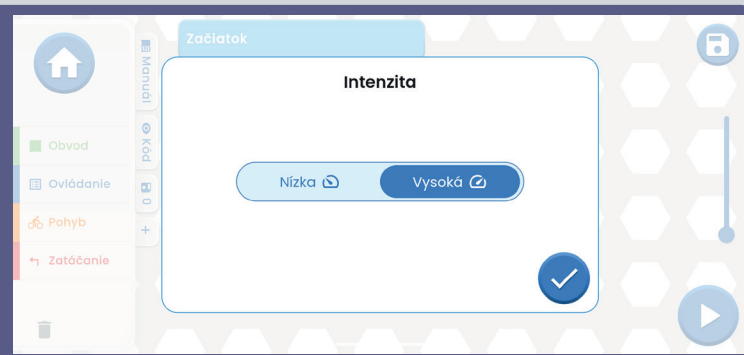 Začiatok
Manuál
Kód
0
+
Obvod
Ovládanie
Pohyb
Zatáčanie
Intenzita
Nízka
Vysoká